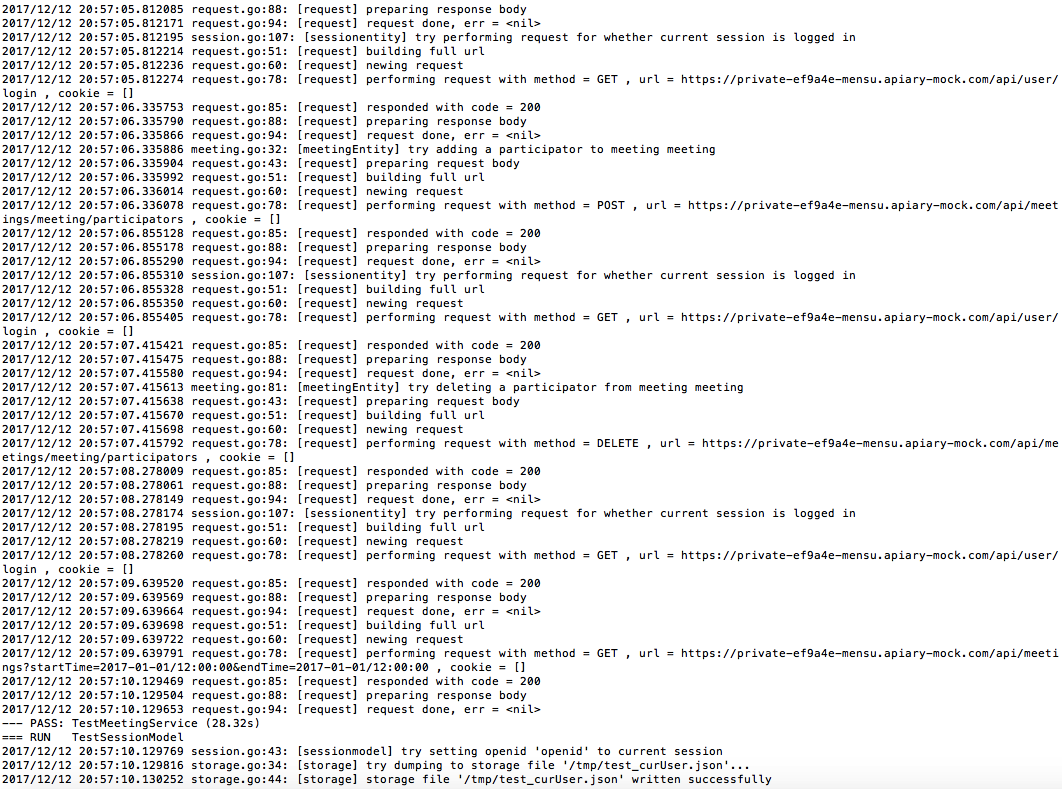 2017/12/12 20:57:05.812085 request.go:88: [request] preparing response body
2017/12/12 20:57:05.812171 request.go:94: [request] request done, err = <nil>
2017/12/12 20:57:05.812195 session.go:107: [sessionentity] try performing request for whether current session is logged in
2017/12/12 20:57:05.812214 request.go:51: [request] building full url
2017/12/12 20:57:05.812236 request.go:60: [request] newing request
2017/12/12 20:57:05.812274 request.go:78: [request] performing request with method = GET , url = https://private-ef9a4e-mensu.apiary-mock.com/api/user/
login , cookie = []
2017/12/12 20:57:06.335753 request.go:85: [request] responded with code = 200
2017/12/12 20:57:06.335790 request.go:88: [request] preparing response body
2017/12/12 20:57:06.335866 request.go:94: [request] request done, err = <nil>
2017/12/12 20:57:06.335886 meeting.go:32: [meetingEntity] try adding a participator to meeting meeting
2017/12/12 20:57:06.335904 request.go:43: [request] preparing request body
2017/12/12 20:57:06.335992 request.go:51: [request] building full url
2017/12/12 20:57:06.336014 request.go:60: [request] newing request
2017/12/12 20:57:06.336078 request.go:78: [request] performing request with method = POST , url = https://private-ef9a4e-mensu.apiary-mock.com/api/meet
ings/meeting/participators , cookie = []
2017/12/12 20:57:06.855128 request.go:85: [request] responded with code = 200
2017/12/12 20:57:06.855178 request.go:88: [request] preparing response body
2017/12/12 20:57:06.855290 request.go:94: [request] request done, err = <nil>
2017/12/12 20:57:06.855310 session.go:107: [sessionentity] try performing request for whether current session is logged in
2017/12/12 20:57:06.855328 request.go:51: [request] building full url
2017/12/12 20:57:06.855350 request.go:60: [request] newing request
2017/12/12 20:57:06.855405 request.go:78: [request] performing request with method = GET , url = https://private-ef9a4e-mensu.apiary-mock.com/api/user/
login , cookie = []
2017/12/12 20:57:07.415421 request.go:85: [request] responded with code = 200
2017/12/12 20:57:07.415475 request.go:88: [request] preparing response body
2017/12/12 20:57:07.415580 request.go:94: [request] request done, err = <nil>
2017/12/12 20:57:07.415613 meeting.go:81: [meetingEntity] try deleting a participator from meeting meeting
2017/12/12 20:57:07.415638 request.go:43: [request] preparing request body
2017/12/12 20:57:07.415670 request.go:51: [request] building full url
2017/12/12 20:57:07.415698 request.go:60: [request] newing request
2017/12/12 20:57:07.415792 request.go:78: [request] performing request with method = DELETE , url = https://private-ef9a4e-mensu.apiary-mock.com/api/me
etings/meeting/participators , cookie = []
2017/12/12 20:57:08.278009 request.go:85: [request] responded with code = 200
2017/12/12 20:57:08.278061 request.go:88: [request] preparing response body
2017/12/12 20:57:08.278149 request.go:94: [request] request done, err = <nil>
2017/12/12 20:57:08.278174 session.go:107: [sessionentity] try performing request for whether current session is logged in
2017/12/12 20:57:08.278195 request.go:51: [request] building full url
2017/12/12 20:57:08.278219 request.go:60: [request] newing request
2017/12/12 20:57:08.278260 request.go:78: [request] performing request with method = GET , url = https://private-ef9a4e-mensu.apiary-mock.com/api/user/
login , cookie = []
2017/12/12 20:57:09.639520 request.go:85: [request] responded with code = 200
2017/12/12 20:57:09.639569 request.go:88: [request] preparing response body
2017/12/12 20:57:09.639664 request.go:94: [request] request done, err = <nil>
2017/12/12 20:57:09.639698 request.go:51: [request] building full url
2017/12/12 20:57:09.639722 request.go:60: [request] newing request
2017/12/12 20:57:09.639791 request.go:78: [request] performing request with method = GET , url = https://private-ef9a4e-mensu.apiary-mock.com/api/meeti
ngs?startTime=2017-01-01/12:00:00&endTime=2017-01-01/12:00:00 , cookie = []
2017/12/12 20:57:10.129469 request.go:85: [request] responded with code = 200
2017/12/12 20:57:10.129504 request.go:88: [request] preparing response body
2017/12/12 20:57:10.129653 request.go:94: [request] request done, err = <nil>
--- PASS: TestMeetingService (28.32s)
=== RUN   TestSessionModel
2017/12/12 20:57:10.129769 session.go:43: [sessionmodel] try setting openid 'openid' to current session
2017/12/12 20:57:10.129816 storage.go:34: [storage] try dumping to storage file '/tmp/test_curUser.json'...
2017/12/12 20:57:10.130252 storage.go:44: [storage] storage file '/tmp/test_curUser.json' written successfully